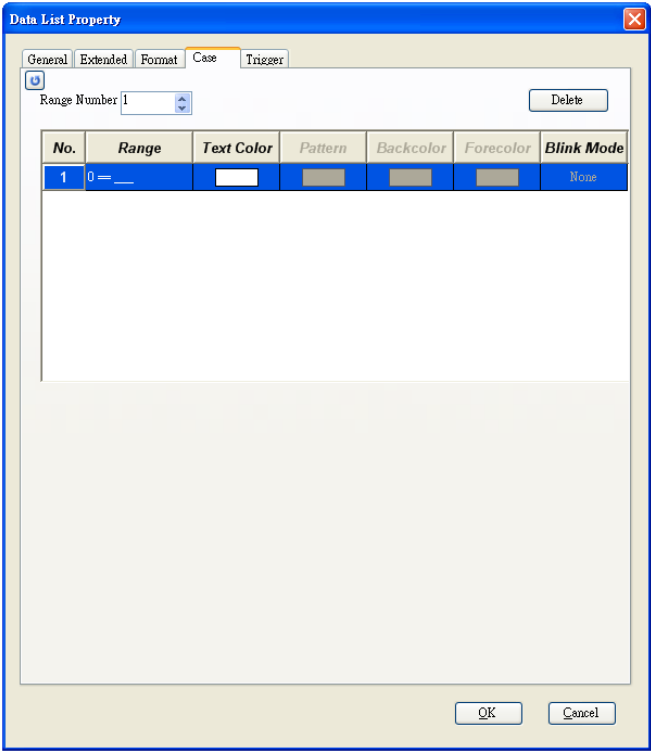 Data List Property
General Extended Format Case Trigger
Range Number 1 Delete
No. Range Text Color Pattern Backcolor Forecolor Blink Mode
1 0 == ___ None
OK Cancel